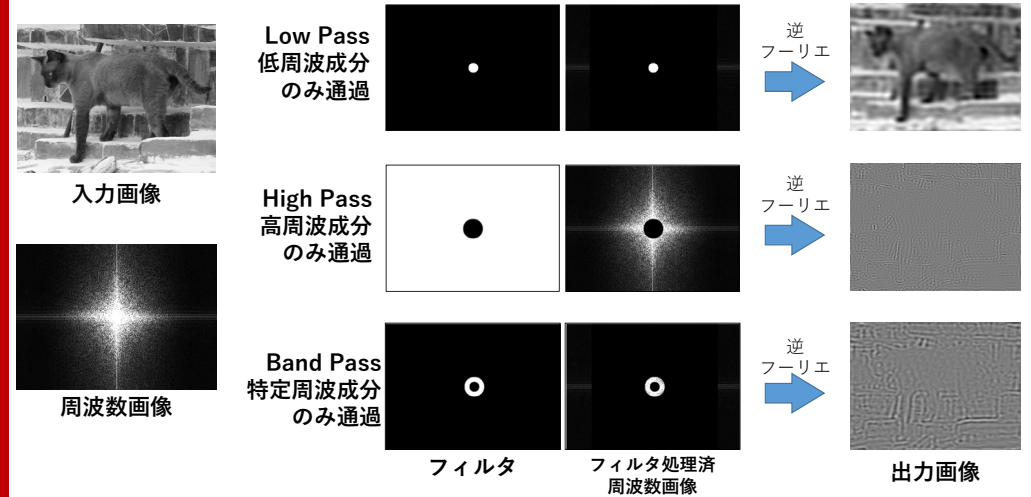 入力画像
周波数画像
Low Pass
低周波成分
のみ通過
逆
フーリエ
High Pass
高周波成分
のみ通過
逆
フーリエ
Band Pass
特定周波成分
のみ通過
逆
フーリエ
フィルタ
フィルタ処理済
周波数画像
出力画像